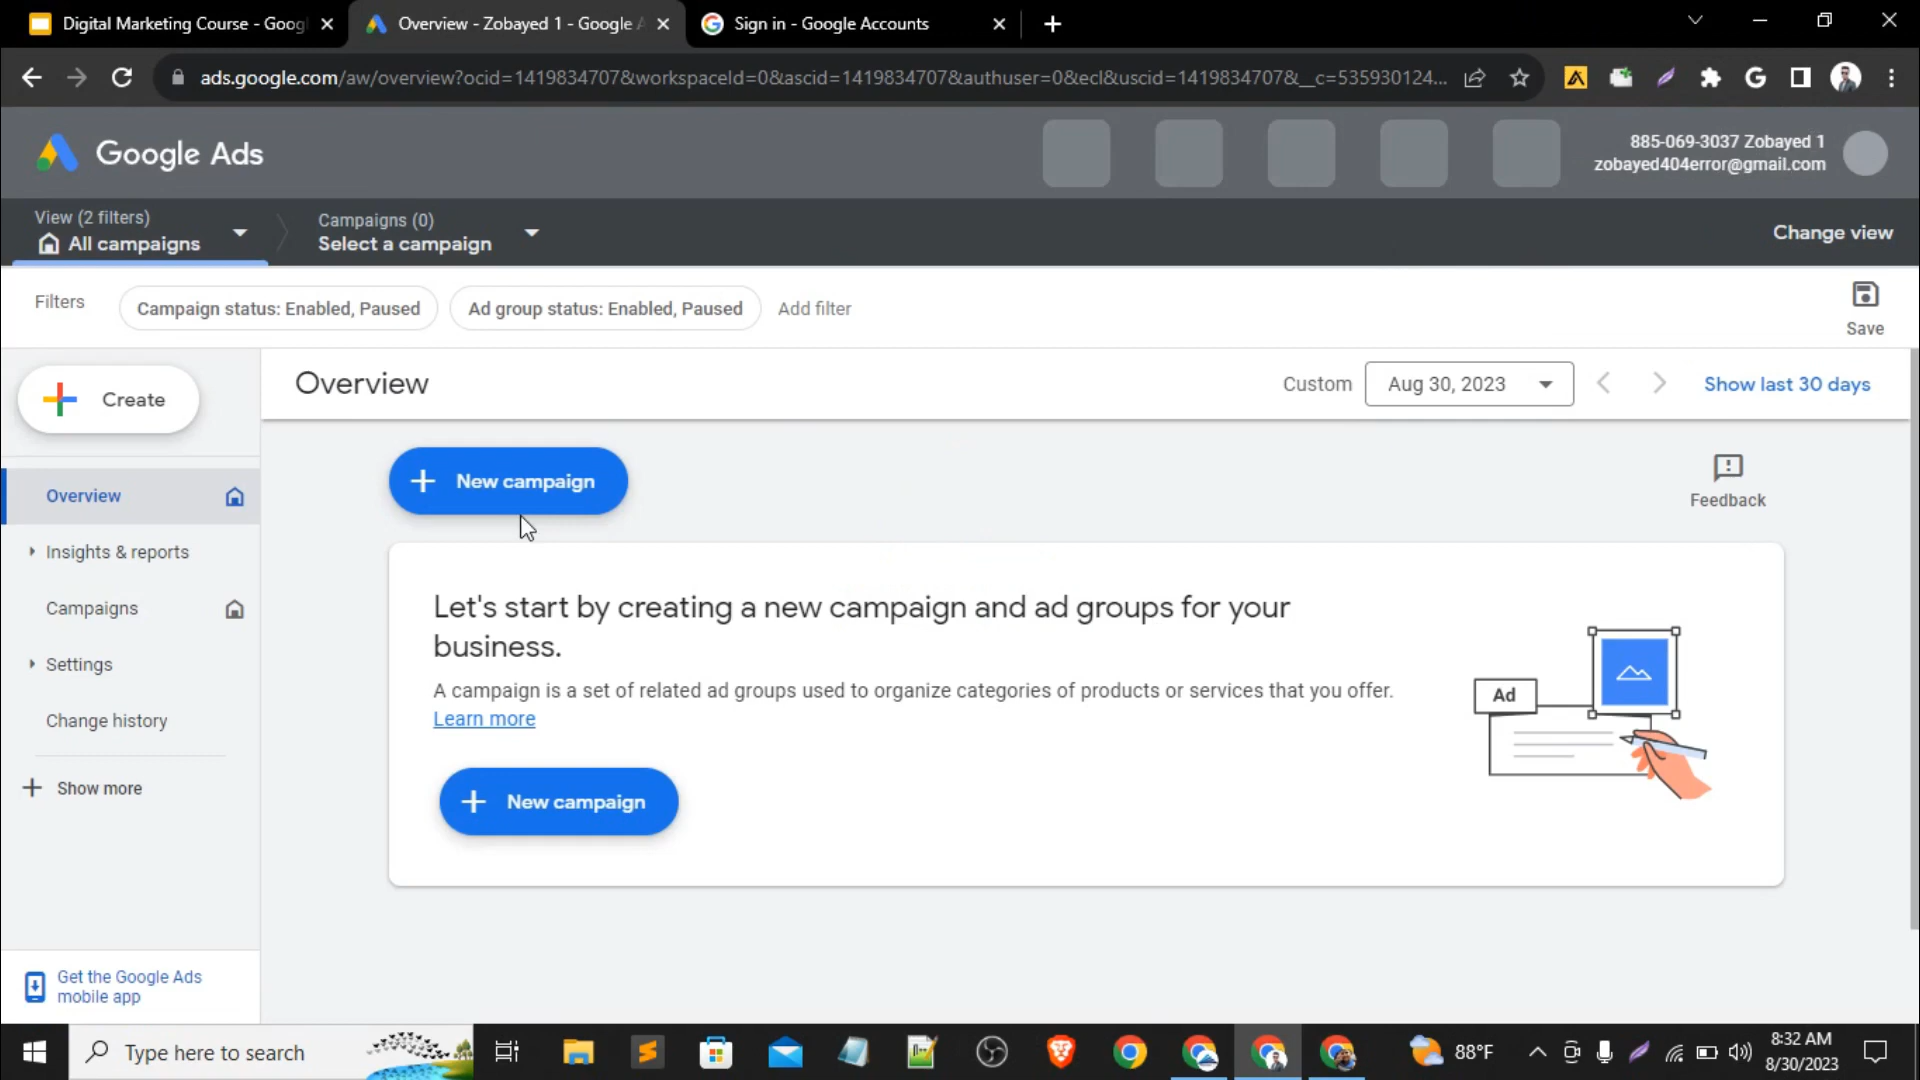 Digital Marketing Course - Goog
Overview - Zobayed 1 - Google A
Sign in - Google Accounts
ads.google.com/aw/overview?ocid=1419834707&workspaceId=0&ascid=1419834707&authuser=0&ecl&uscid=1419834707&__c=535930124...
Google Ads
885-069-3037 Zobayed 1
zobayed404error@gmail.com
View (2 filters)
All campaigns
Campaigns (0)
Select a campaign
Change view
Filters
Campaign status: Enabled, Paused
Ad group status: Enabled, Paused
Add filter
Save
Create
Overview
Custom
Aug 30, 2023
Show last 30 days
New campaign
Feedback
Overview
Insights & reports
Campaigns
Settings
Change history
Show more
Let's start by creating a new campaign and ad groups for your
business.
A campaign is a set of related ad groups used to organize categories of products or services that you offer.
Learn more
Ad
New campaign
Get the Google Ads
mobile app
Type here to search
88°F
8:32 AM
8/30/2023